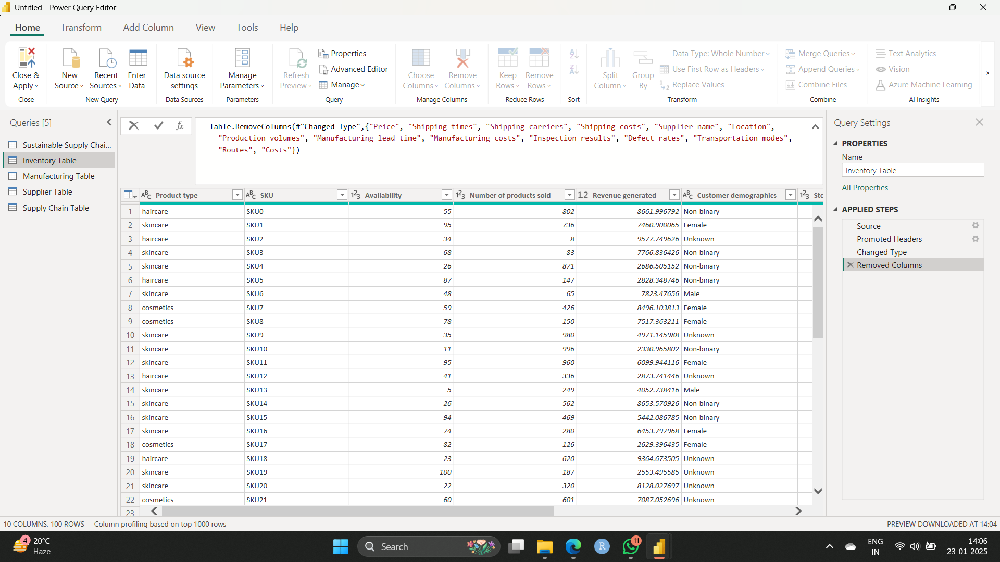 Untitled - Power Query Editor
Home Transform Add Column View Tools Help
Close & Apply
Close
New Source
Recent Sources
Enter Data
New Query
Data source settings
Data Sources
Manage Parameters
Parameters
Refresh Preview
Properties
Advanced Editor
Manage
Query
Choose Columns
Remove Columns
Manage Columns
Keep Rows
Remove Rows
Reduce Rows
Sort
Split Column
Group By
Data Type: Whole Number
Use First Row as Headers
Replace Values
Transform
Merge Queries
Append Queries
Combine Files
Combine
Text Analytics
Vision
Azure Machine Learning
AI Insights
Queries [5]
Sustainable Supply Chai...
Inventory Table
Manufacturing Table
Supplier Table
Supply Chain Table
= Table.RemoveColumns(#"Changed Type",{"Price", "Shipping times", "Shipping carriers", "Shipping costs", "Supplier name", "Location",
"Production volumes", "Manufacturing lead time", "Manufacturing costs", "Inspection results", "Defect rates", "Transportation modes",
"Routes", "Costs"})
Product type SKU Availability Number of products sold Revenue generated Customer demographics Sto
1 haircare SKU0 55 802 8661.996792 Non-binary
2 skincare SKU1 95 736 7460.900065 Female
3 haircare SKU2 34 8 9577.749626 Unknown
4 skincare SKU3 68 83 7766.836426 Non-binary
5 skincare SKU4 26 871 2686.505152 Non-binary
6 haircare SKU5 87 147 2828.348746 Non-binary
7 skincare SKU6 48 65 7823.47656 Male
8 cosmetics SKU7 59 426 8496.103813 Female
9 cosmetics SKU8 78 150 7517.363211 Female
10 skincare SKU9 35 980 4971.145988 Unknown
11 skincare SKU10 11 996 2330.965802 Non-binary
12 skincare SKU11 95 960 6099.944116 Female
13 haircare SKU12 41 336 2873.741446 Unknown
14 skincare SKU13 5 249 4052.738416 Male
15 skincare SKU14 26 562 8653.570926 Non-binary
16 skincare SKU15 94 469 5442.086785 Non-binary
17 skincare SKU16 74 280 6453.797968 Female
18 cosmetics SKU17 82 126 2629.396435 Female
19 haircare SKU18 23 620 9364.673505 Unknown
20 skincare SKU19 100 187 2553.495585 Unknown
21 skincare SKU20 22 320 8128.027697 Unknown
22 cosmetics SKU21 60 601 7087.052696 Unknown
23
Query Settings
PROPERTIES
Name
Inventory Table
All Properties
APPLIED STEPS
Source
Promoted Headers
Changed Type
Removed Columns
10 COLUMNS, 100 ROWS Column profiling based on top 1000 rows
PREVIEW DOWNLOADED AT 14:04
4
20°C
Haze
Search
R
11
ENG
IN
14:06
23-01-2025